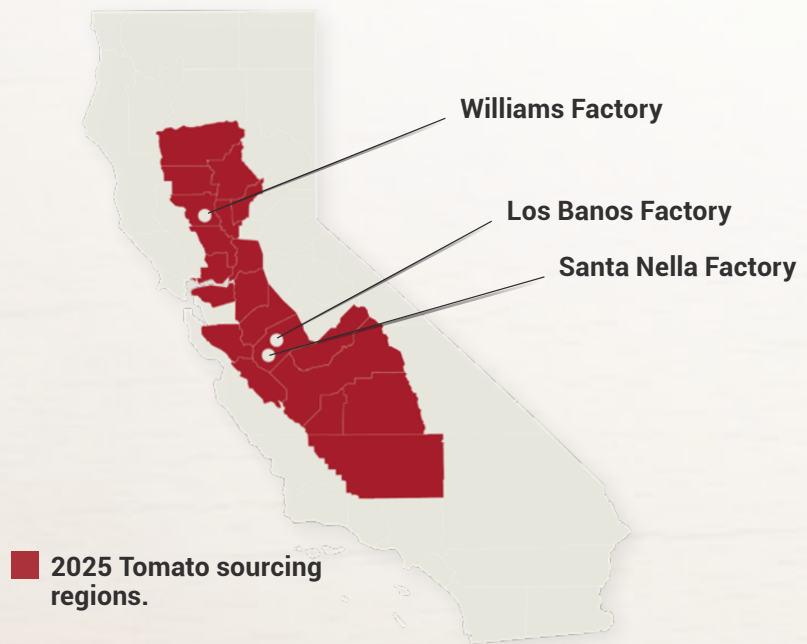 Williams Factory
Los Banos Factory
Santa Nella Factory
2025 Tomato sourcing
regions.